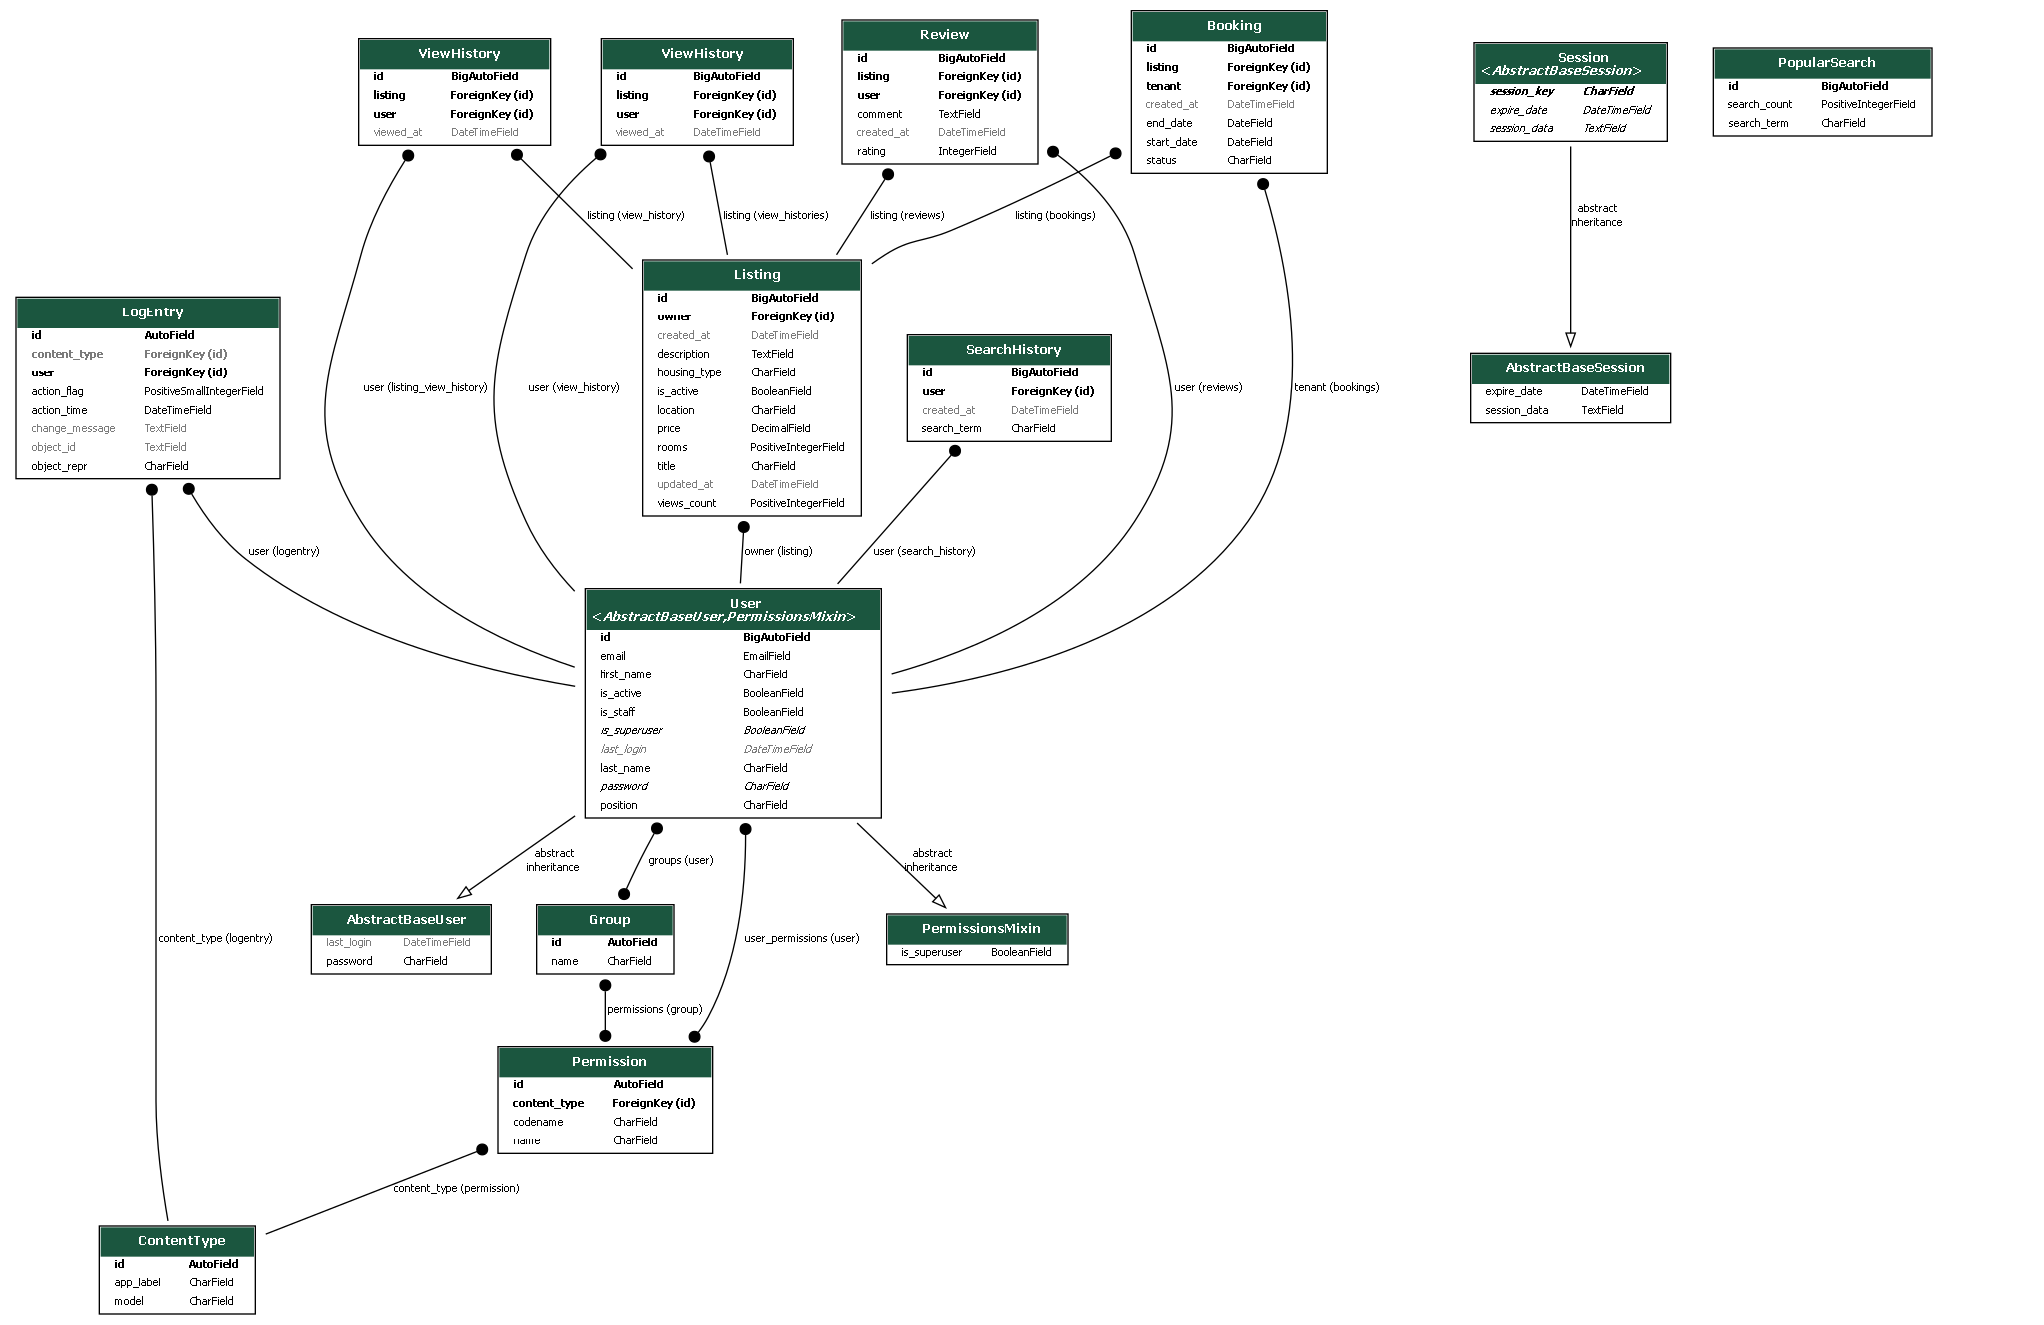 ViewHistory
id BigAutoField
listing ForeignKey (id)
user ForeignKey (id)
viewed_at DateTimeField
ViewHistory
id BigAutoField
listing ForeignKey (id)
user ForeignKey (id)
viewed_at DateTimeField
Review
id BigAutoField
listing ForeignKey (id)
user ForeignKey (id)
comment TextField
created_at DateTimeField
rating IntegerField
Booking
id BigAutoField
listing ForeignKey (id)
tenant ForeignKey (id)
created_at DateTimeField
end_date DateField
start_date DateField
status CharField
Session
<AbstractBaseSession>
session_key CharField
expire_date DateTimeField
session_data TextField
PopularSearch
id BigAutoField
search_count PositiveIntegerField
search_term CharField
listing (view_history)
listing (view_histories)
listing (reviews)
listing (bookings)
abstract
inheritance
LogEntry
id AutoField
content_type ForeignKey (id)
user ForeignKey (id)
action_flag PositiveSmallIntegerField
action_time DateTimeField
change_message TextField
object_id TextField
object_repr CharField
Listing
id BigAutoField
owner ForeignKey (id)
created_at DateTimeField
description TextField
housing_type CharField
is_active BooleanField
location CharField
price DecimalField
rooms PositiveIntegerField
title CharField
updated_at DateTimeField
views_count PositiveIntegerField
SearchHistory
id BigAutoField
user ForeignKey (id)
created_at DateTimeField
search_term CharField
AbstractBaseSession
expire_date DateTimeField
session_data TextField
user (listing_view_history)
user (view_history)
user (reviews)
tenant (bookings)
user (logentry)
owner (listing)
user (search_history)
User
<AbstractBaseUser,PermissionsMixin>
id BigAutoField
email EmailField
first_name CharField
is_active BooleanField
is_staff BooleanField
is_superuser BooleanField
last_login DateTimeField
last_name CharField
password CharField
position CharField
abstract
inheritance
groups (user)
abstract
inheritance
AbstractBaseUser
last_login DateTimeField
password CharField
Group
id AutoField
name CharField
PermissionsMixin
is_superuser BooleanField
content_type (logentry)
user_permissions (user)
permissions (group)
Permission
id AutoField
content_type ForeignKey (id)
codename CharField
name CharField
content_type (permission)
ContentType
id AutoField
app_label CharField
model CharField